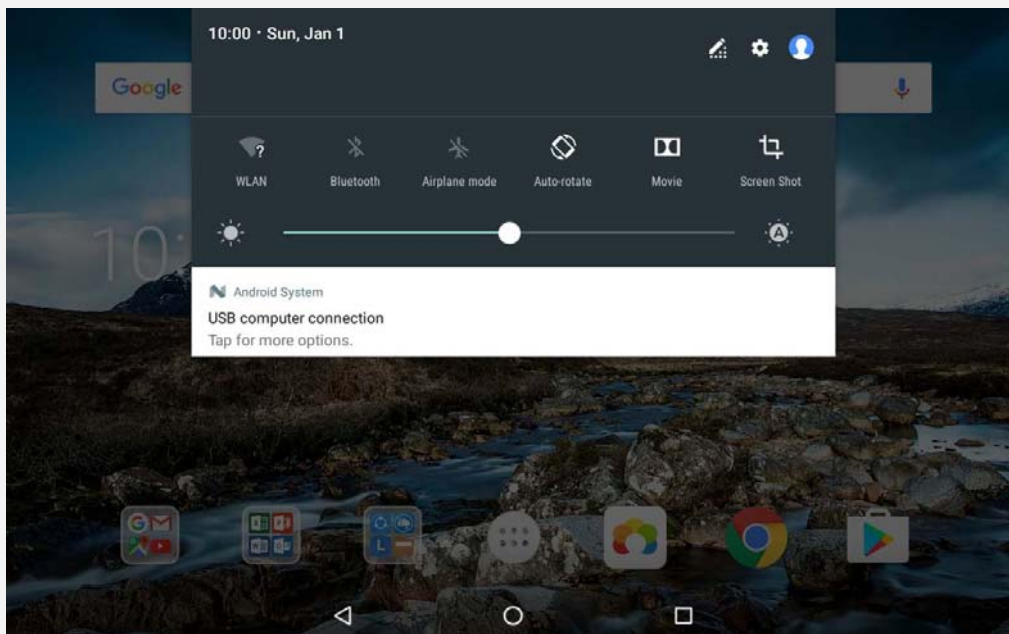 10:00 · Sun, Jan 1
Google
WLAN
Bluetooth
Airplane mode
Auto-rotate
Movie
Screen Shot
A
10:
N Android System
USB computer connection
Tap for more options.
G M
L